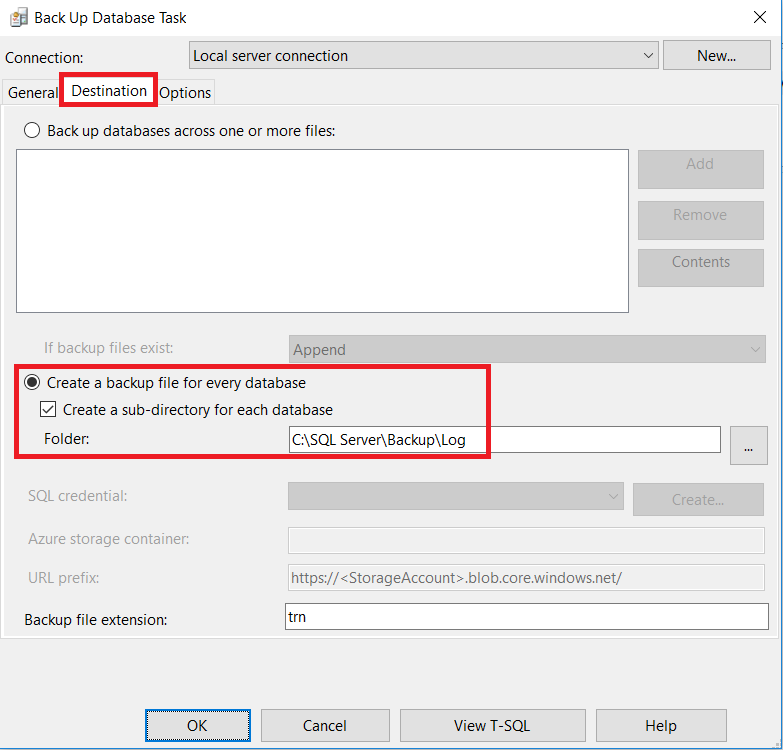 Back Up Database Task
Connection: Local server connection New...
General Destination Options
Back up databases across one or more files:
Add
Remove
Contents
If backup files exist: Append
Create a backup file for every database
Create a sub-directory for each database
Folder: C:\SQL Server\Backup\Log ...
SQL credential: Create...
Azure storage container:
URL prefix: https://<StorageAccount>.blob.core.windows.net/
Backup file extension: trn
OK Cancel View T-SQL Help